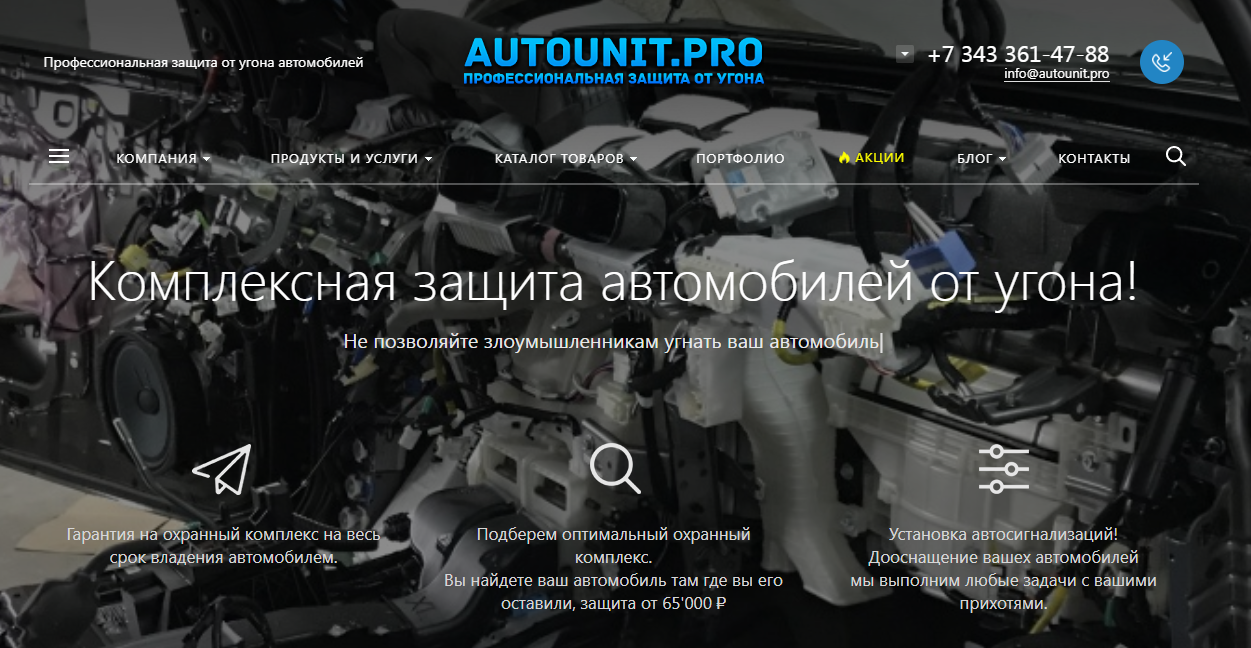 Профессиональная защита от угона автомобилей
AUTOUNIT.PRO
ПРОФЕССИОНАЛЬНАЯ ЗАЩИТА ОТ УГОНА
+7 343 361-47-88
info@autounit.pro
КОМПАНИЯ
ПРОДУКТЫ И УСЛУГИ
КАТАЛОГ ТОВАРОВ
ПОРТФОЛИО
АКЦИИ
БЛОГ
КОНТАКТЫ
Комплексная защита автомобилей от угона!
Не позволяйте злоумышленникам угнать ваш автомобиль|
Гарантия на охранный комплекс на весь
срок владения автомобилем.
Подберем оптимальный охранный
комплекс.
Вы найдете ваш автомобиль там где вы его
оставили, защита от 65'000 ₽
Установка автосигнализаций!
Дооснащение вашех автомобилей
мы выполним любые задачи с вашими
прихотями.